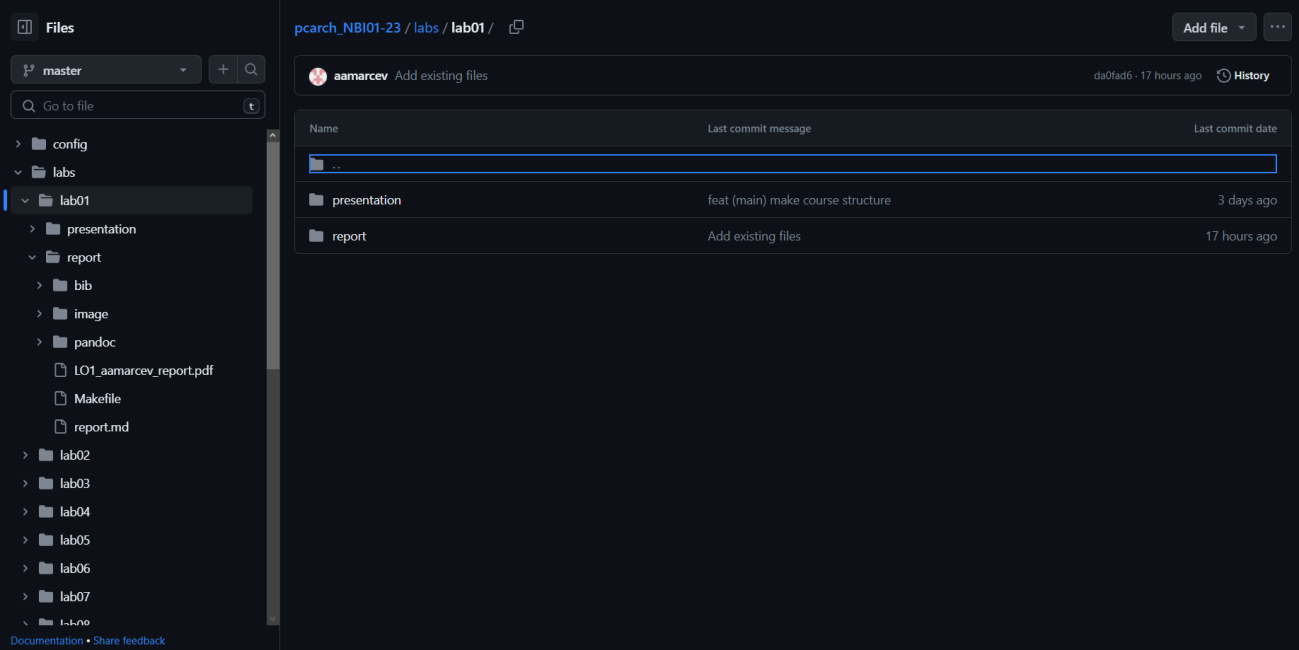 Files
master
Go to file
t
config
labs
lab01
presentation
report
bib
image
pandoc
LO1_aamarcev_report.pdf
Makefile
report.md
lab02
lab03
lab04
lab05
lab06
lab07
lab08
Documentation • Share feedback
pcarch_NBI01-23 / labs / lab01 /
Add file
aamarcev Add existing files
da0fad6 · 17 hours ago History
Name Last commit message Last commit date
..
presentation feat (main) make course structure 3 days ago
report Add existing files 17 hours ago